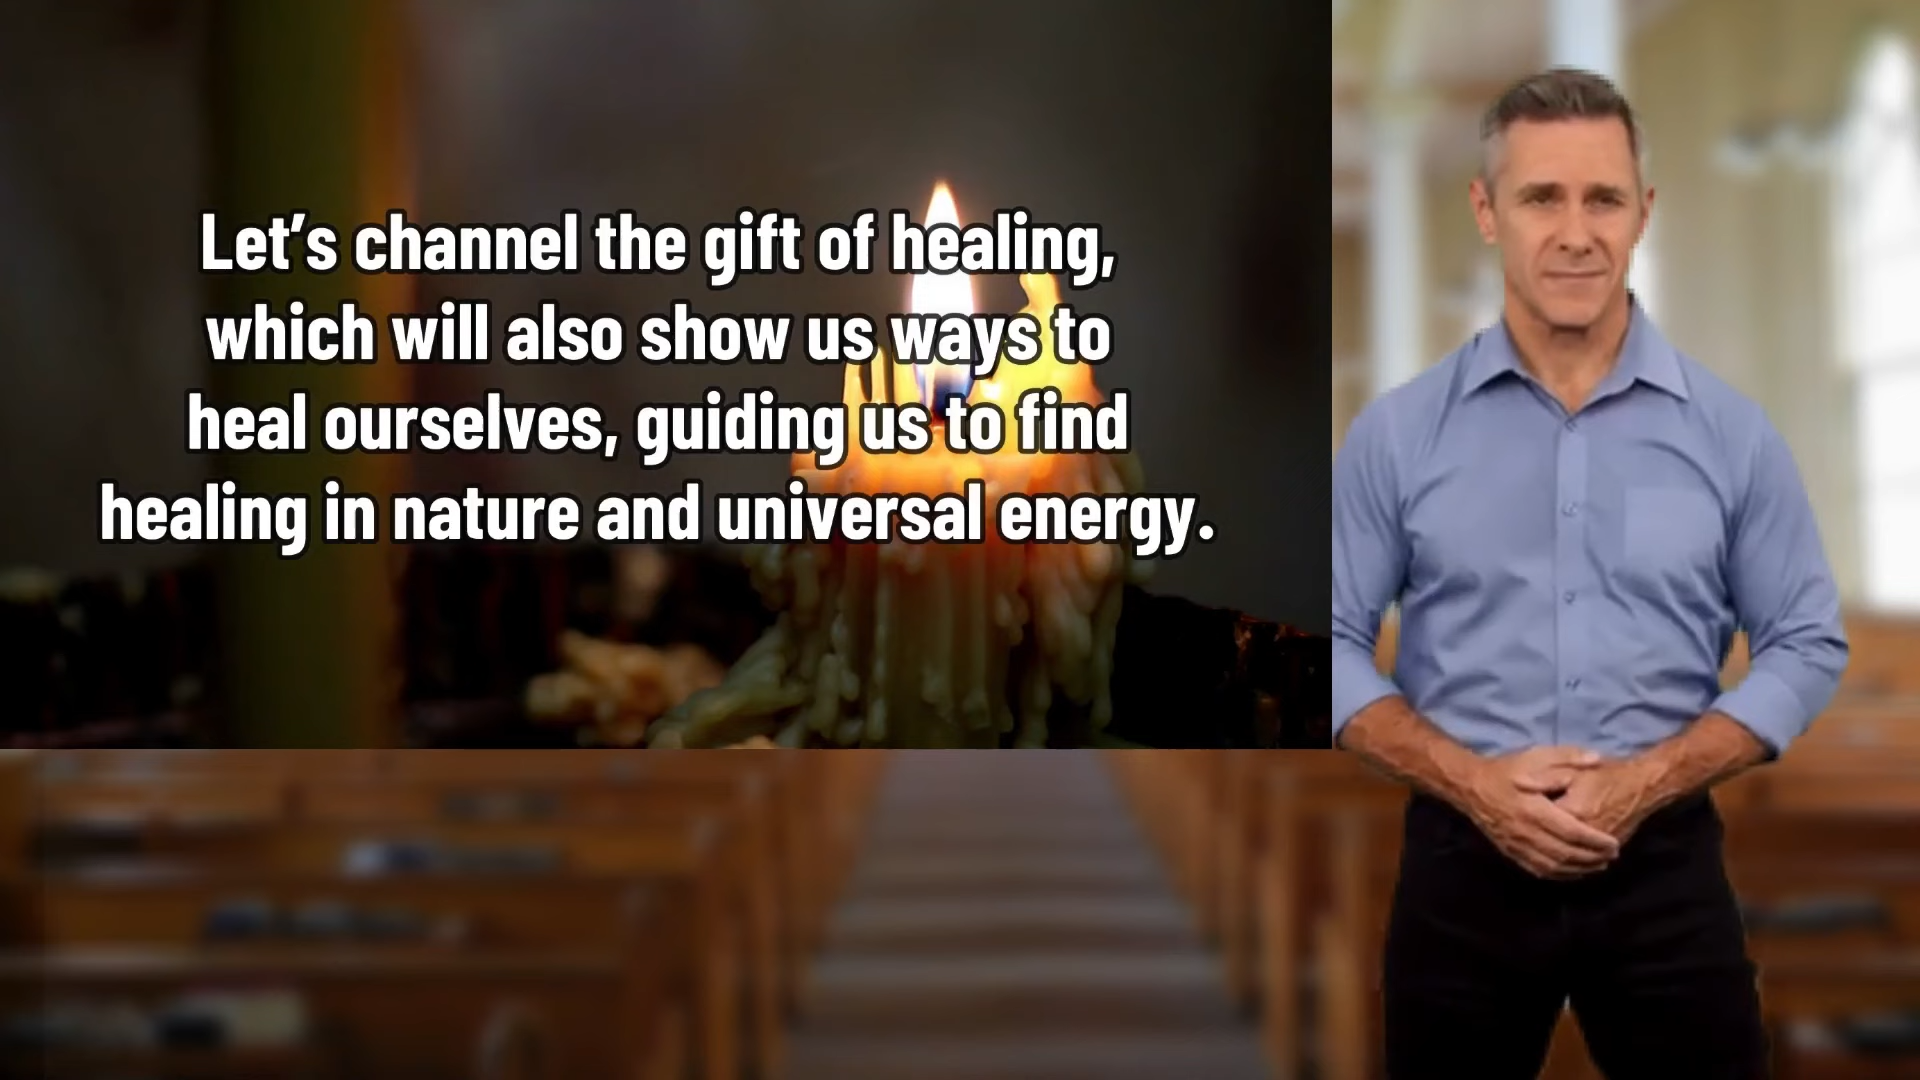 Let’s channel the gift of healing,
which will also show us ways to
heal ourselves, guiding us to find
healing in nature and universal energy.